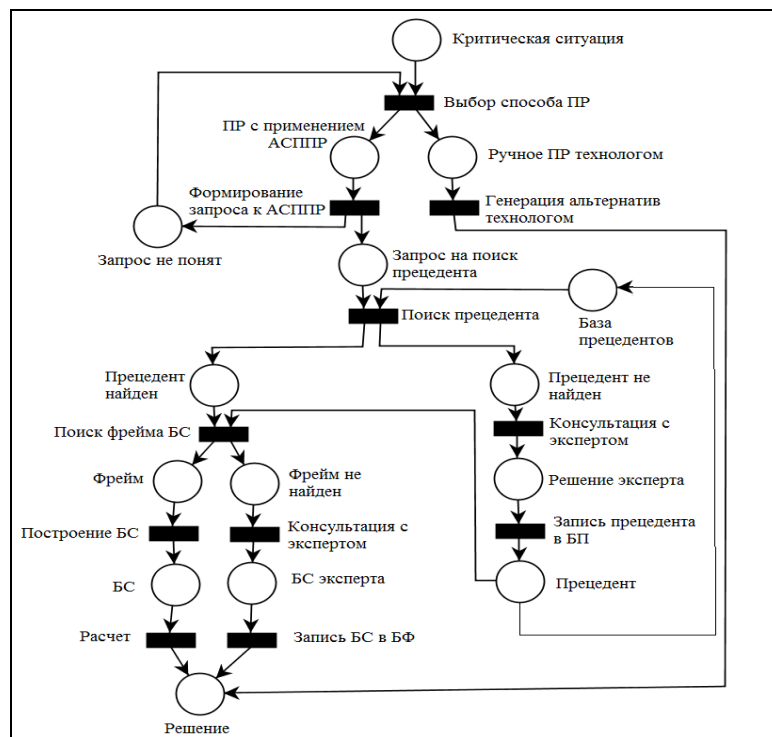 Критическая ситуация
Выбор способа ПР
ПР с применением
АСППР
Ручное ПР технологом
Формирование
запроса к АСППР
Генерация альтернатив
технологом
Запрос не понят
Запрос на поиск
прецедента
Поиск прецедента
База
прецедентов
Прецедент
найден
Прецедент не
найден
Поиск фрейма БС
Консультация с
экспертом
Фрейм
Фрейм не
найден
Решение эксперта
Построение БС
Консультация с
экспертом
Запись прецедента
в БП
БС
БС эксперта
Прецедент
Расчет
Запись БС в БФ
Решение